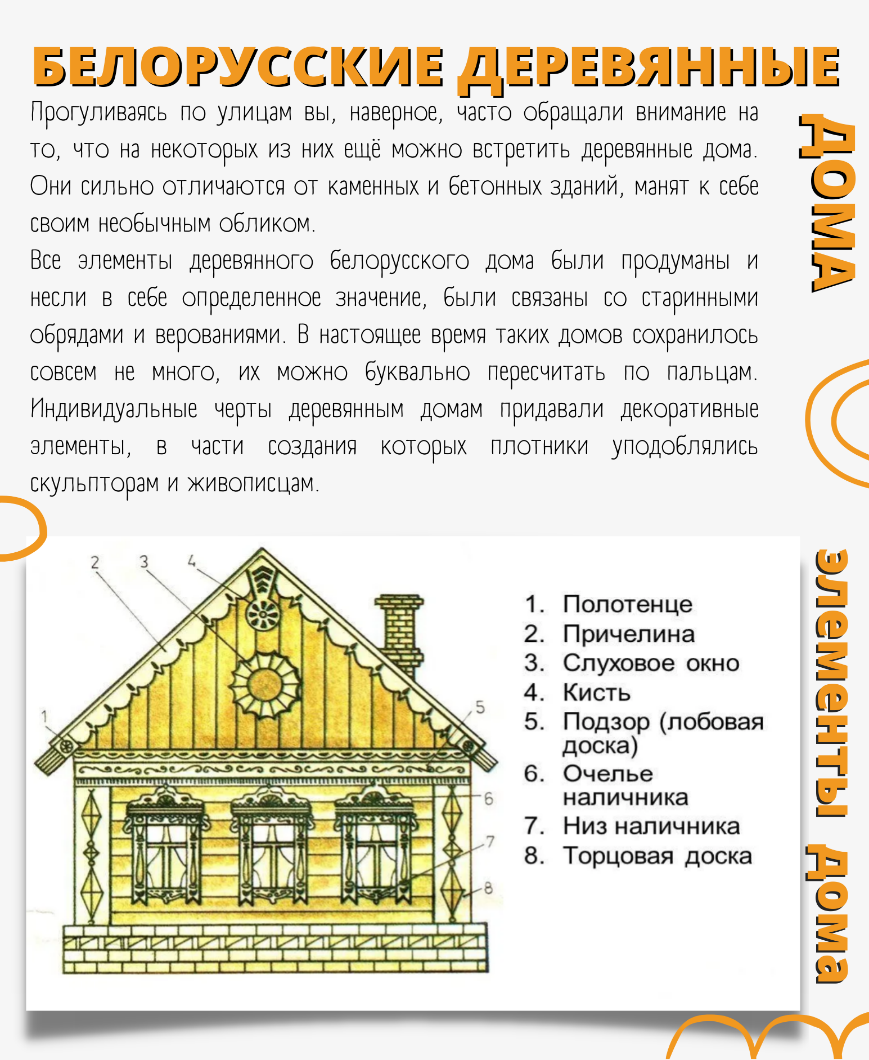 БЕЛОРУССКИЕ ДЕРЕВЯННЫЕ
ДОМА
Прогуливаясь по улицам вы, наверное, часто обращали внимание на
то, что на некоторых из них ещё можно встретить деревянные дома.
Они сильно отличаются от каменных и бетонных зданий, манят к себе
своим необычным обликом.
Все элементы деревянного белорусского дома были продуманы и
несли в себе определенное значение, были связаны со старинными
обрядами и верованиями. В настоящее время таких домов сохранилось
совсем не много, их можно буквально пересчитать по пальцам.
Индивидуальные черты деревянным домам придавали декоративные
элементы, в части создания которых плотники уподоблялись
скульпторам и живописцам.
элементы дома
2 3 4
1
5
6
7
8
1. Полотенце
2. Причелина
3. Слуховое окно
4. Кисть
5. Подзор (лобовая
доска)
6. Очелье
наличника
7. Низ наличника
8. Торцовая доска